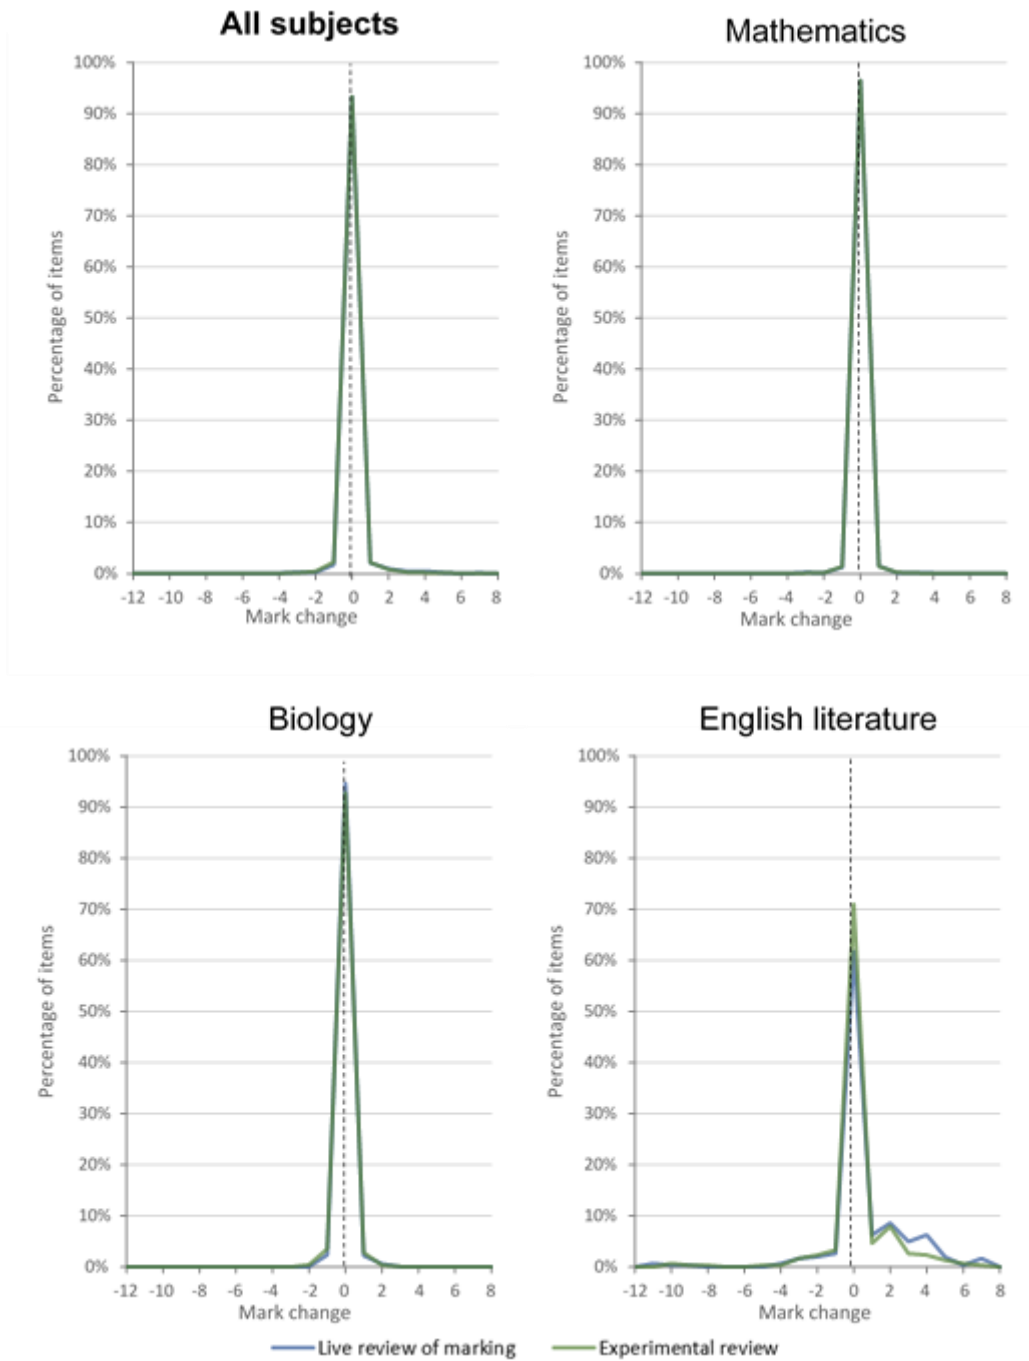 All subjects
Mathematics
100%
90%
80%
70%
60%
50%
40%
30%
20%
10%
0%
Percentage of items
-12 -10 -8 -6 -4 -2 0 2 4 6 8
Mark change
100%
90%
80%
70%
60%
50%
40%
30%
20%
10%
0%
Percentage of items
-12 -10 -8 -6 -4 -2 0 2 4 6 8
Mark change
Biology
English literature
100%
90%
80%
70%
60%
50%
40%
30%
20%
10%
0%
Percentage of items
-12 -10 -8 -6 -4 -2 0 2 4 6 8
Mark change
100%
90%
80%
70%
60%
50%
40%
30%
20%
10%
0%
Percentage of items
-12 -10 -8 -6 -4 -2 0 2 4 6 8
Mark change
Live review of marking
Experimental review